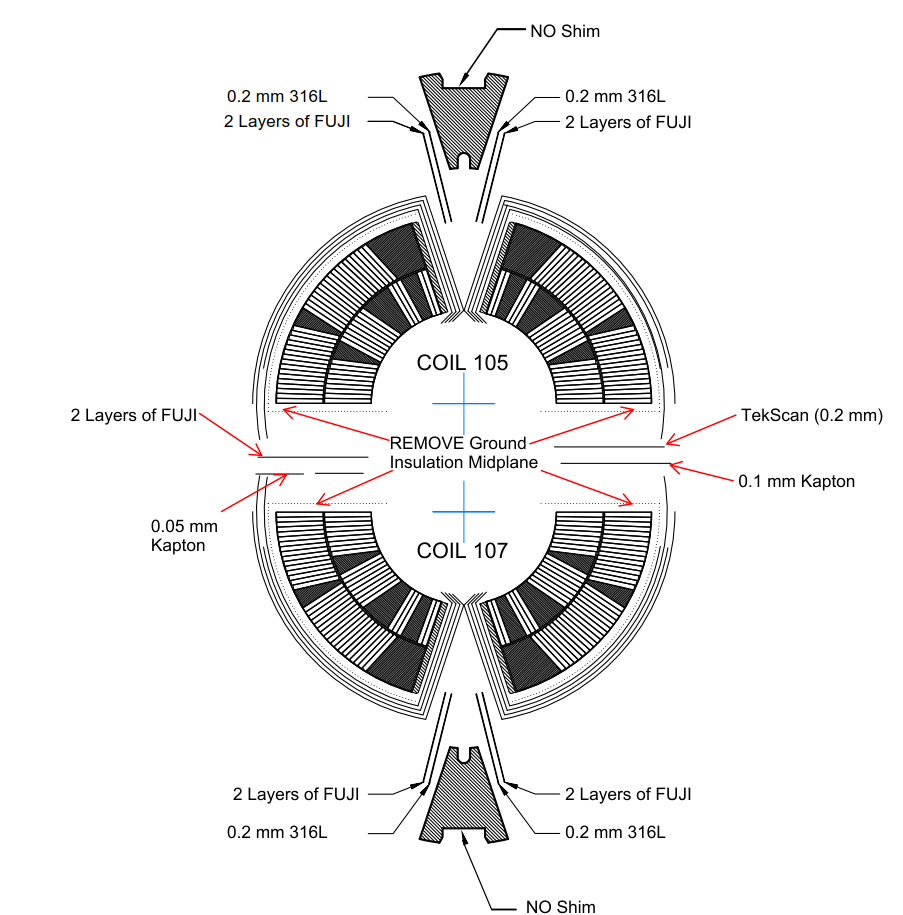 NO Shim
0.2 mm 316L
0.2 mm 316L
2 Layers of FUJI
2 Layers of FUJI
COIL 105
2 Layers of FUJI
TekScan (0.2 mm)
REMOVE Ground
Insulation Midplane
0.1 mm Kapton
0.05 mm
Kapton
COIL 107
2 Layers of FUJI
2 Layers of FUJI
0.2 mm 316L
0.2 mm 316L
NO Shim